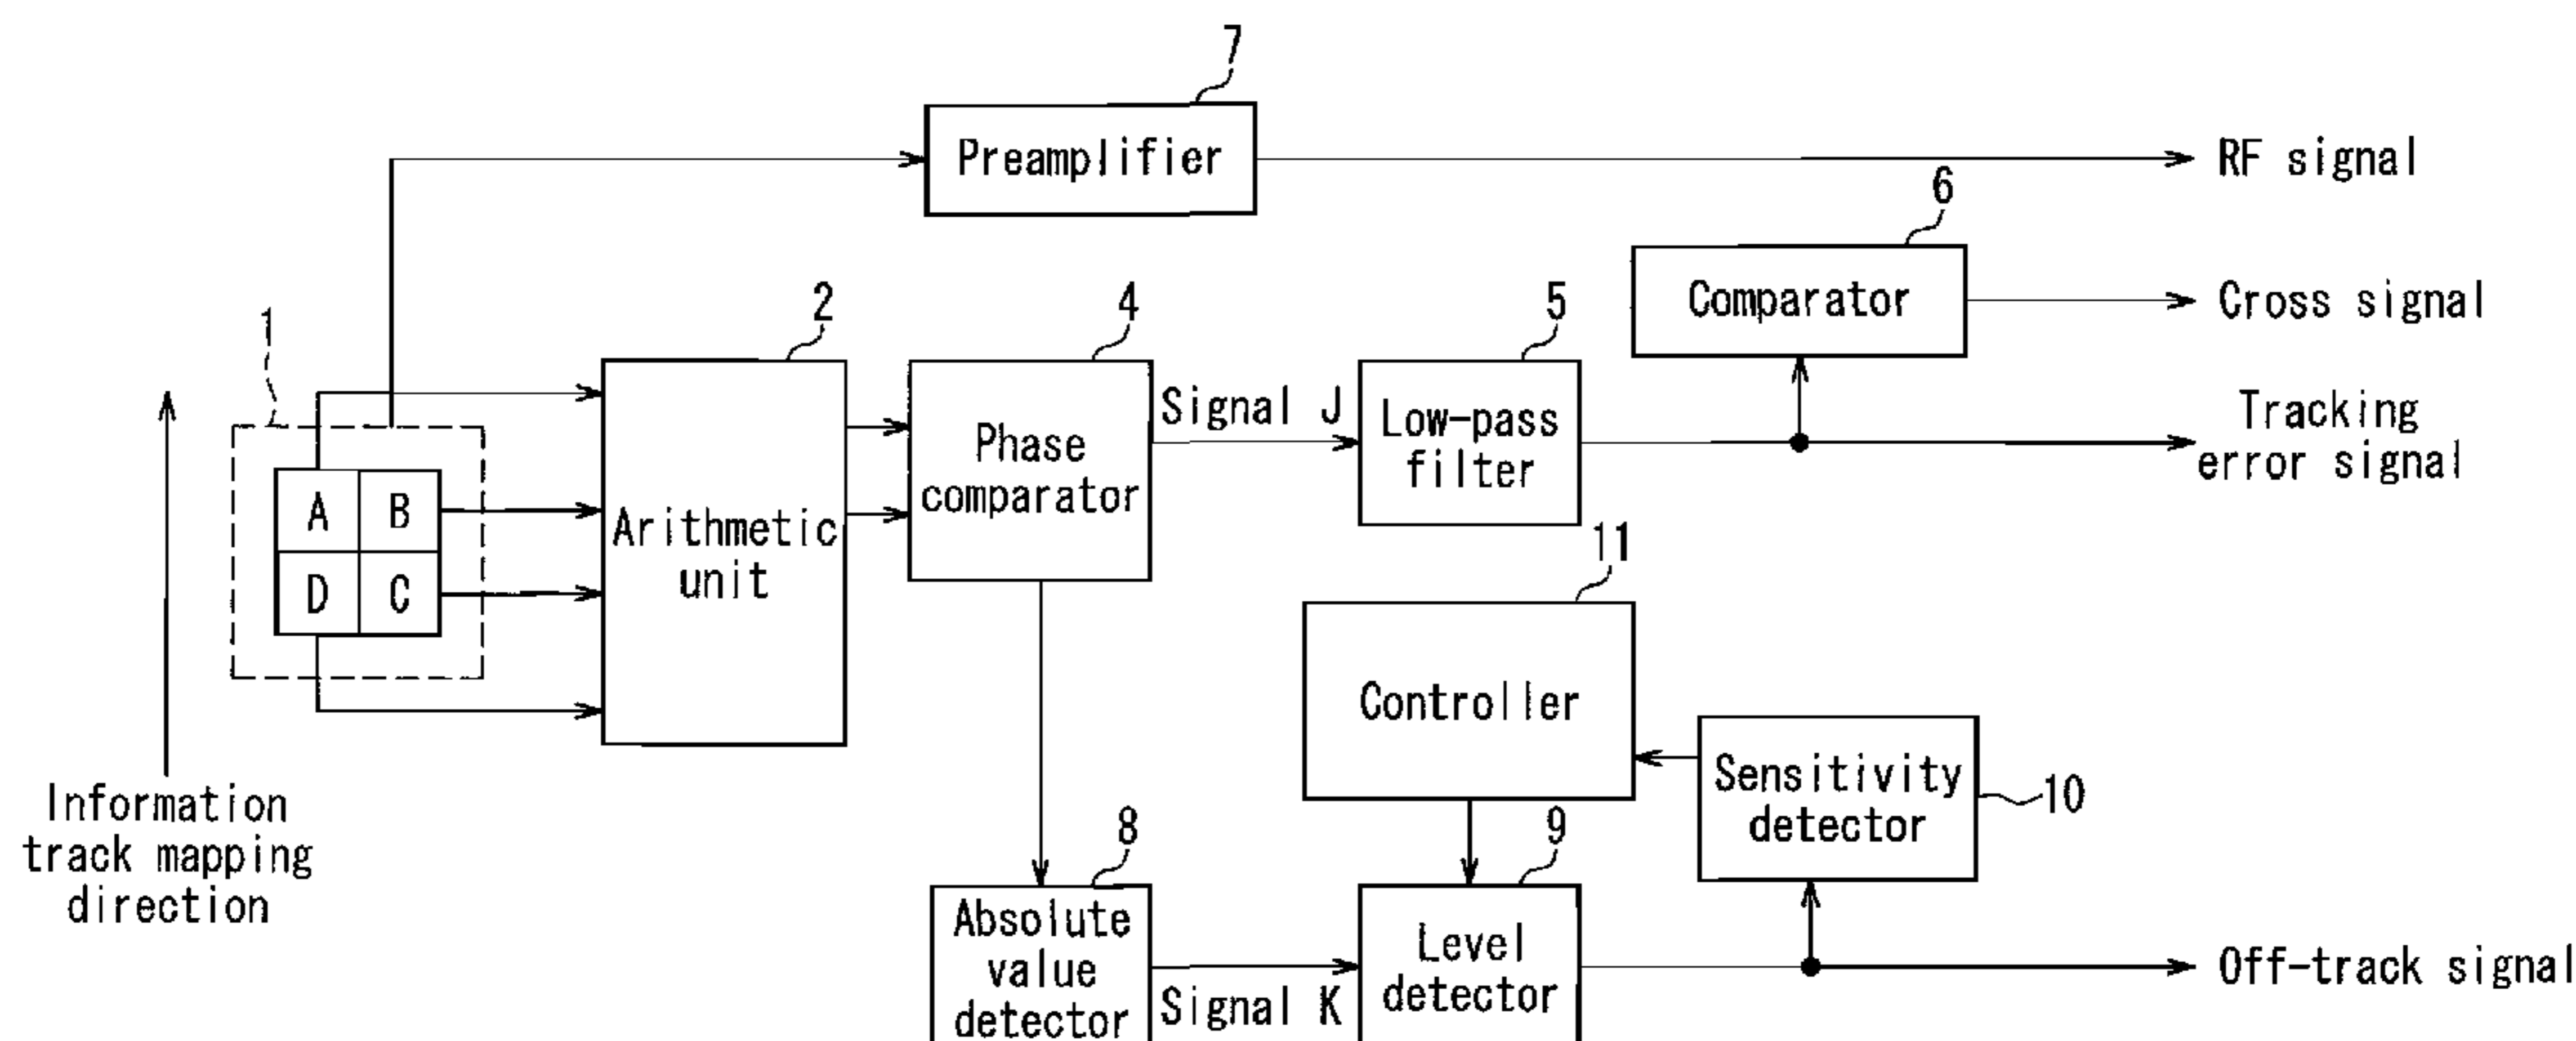 7
Preamplifier
RF signal
6
Comparator
Cross signal
1
2
4
5
Signal J
Low-pass
filter
Tracking
error signal
Phase
comparator
A B
D C
Arithmetic
unit
11
Controller
Sensitivity
detector
10
Information
track mapping
direction
8
9
Absolute
value
detector
Signal K
Level
detector
Off-track signal